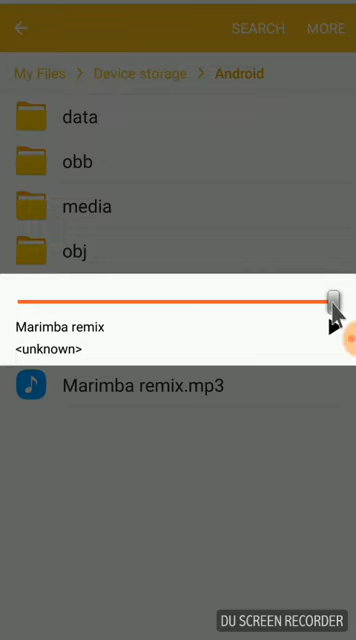 SEARCH MORE
My Files > Device storage > Android
data
obb
media
obj
Marimba remix
<unknown>
Marimba remix.mp3
DU SCREEN RECORDER